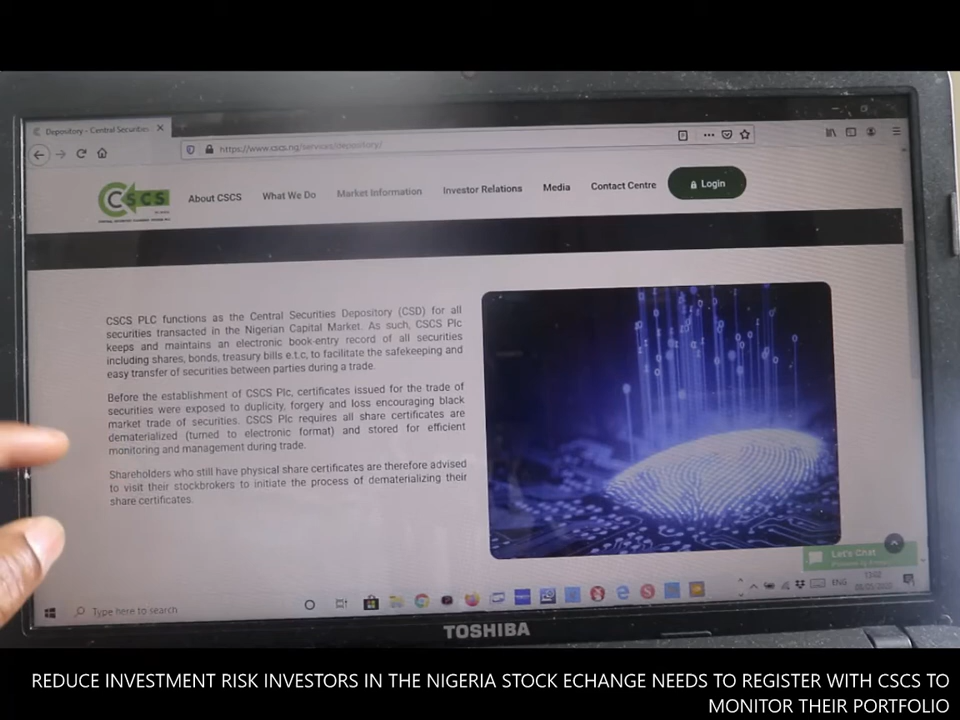 Depository - Central Securities
https://www.cscs.ng/services/depository/
CSCS
About CSCS
What We Do
Market Information
Investor Relations
Media
Contact Centre
Login
CSCS PLC functions as the Central Securities Depository (CSD) for all
securities transacted in the Nigerian Capital Market. As such, CSCS Plc
keeps and maintains an electronic book-entry record of all securities
including shares, bonds, treasury bills e.t.c, to facilitate the safekeeping and
easy transfer of securities between parties during a trade.
Before the establishment of CSCS Plc, certificates issued for the trade of
securities were exposed to duplicity, forgery and loss encouraging black
market trade of securities. CSCS Plc requires all share certificates are
dematerialized (turned to electronic format) and stored for efficient
monitoring and management during trade.
Shareholders who still have physical share certificates are therefore advised
to visit their stockbrokers to initiate the process of dematerializing their
share certificates.
Let's Chat
Type here to search
ENG
13:02
TOSHIBA
REDUCE INVESTMENT RISK INVESTORS IN THE NIGERIA STOCK ECHANGE NEEDS TO REGISTER WITH CSCS TO
MONITOR THEIR PORTFOLIO